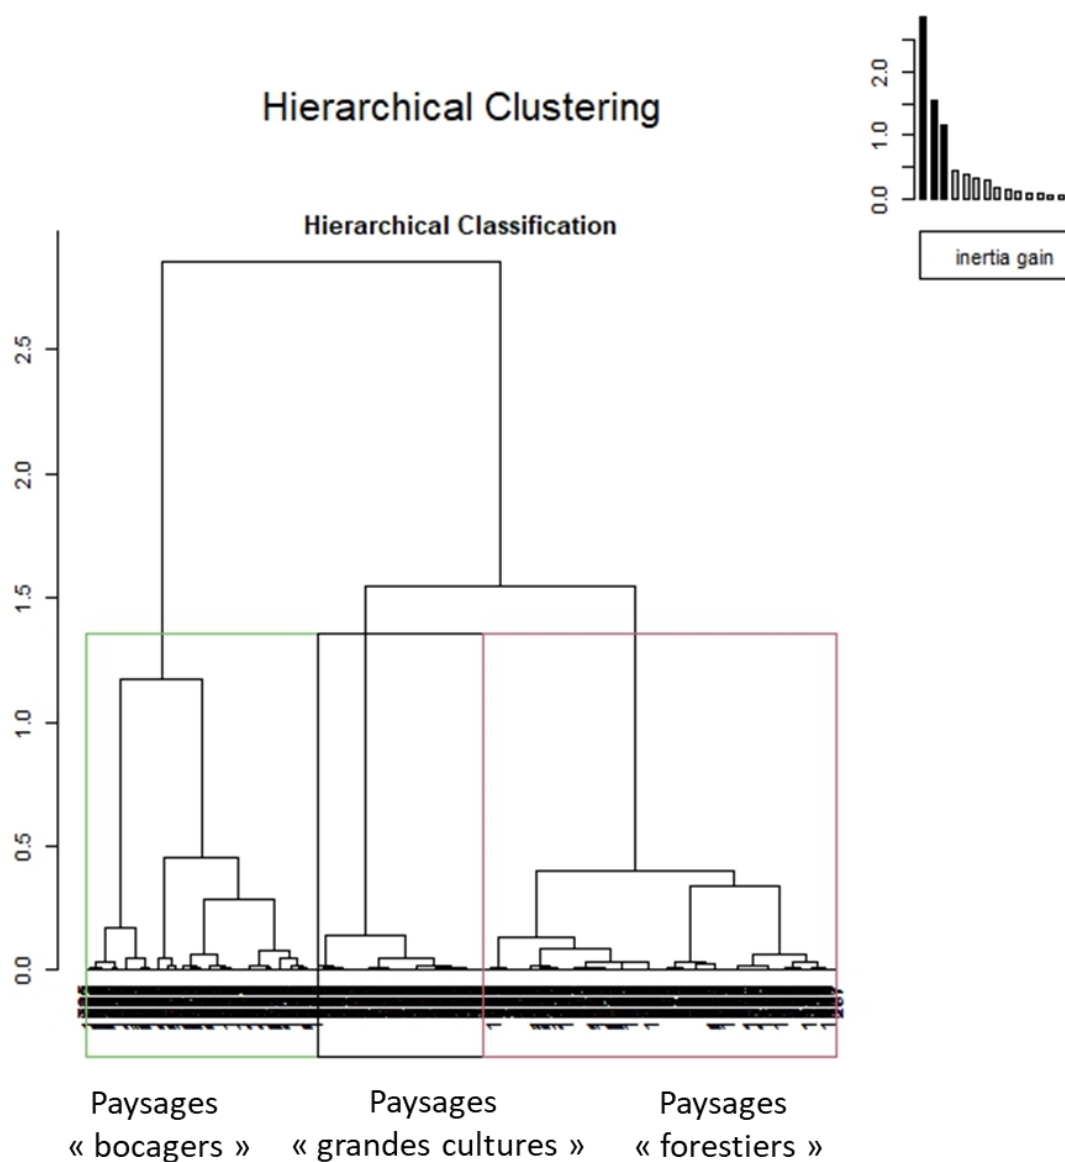 Hierarchical Clustering
2.0
1.0
0.0
inertia gain
Hierarchical Classification
2.5
2.0
1.5
1.0
0.5
0.0
Paysages
« bocagers »
Paysages
« grandes cultures »
Paysages
« forestiers »